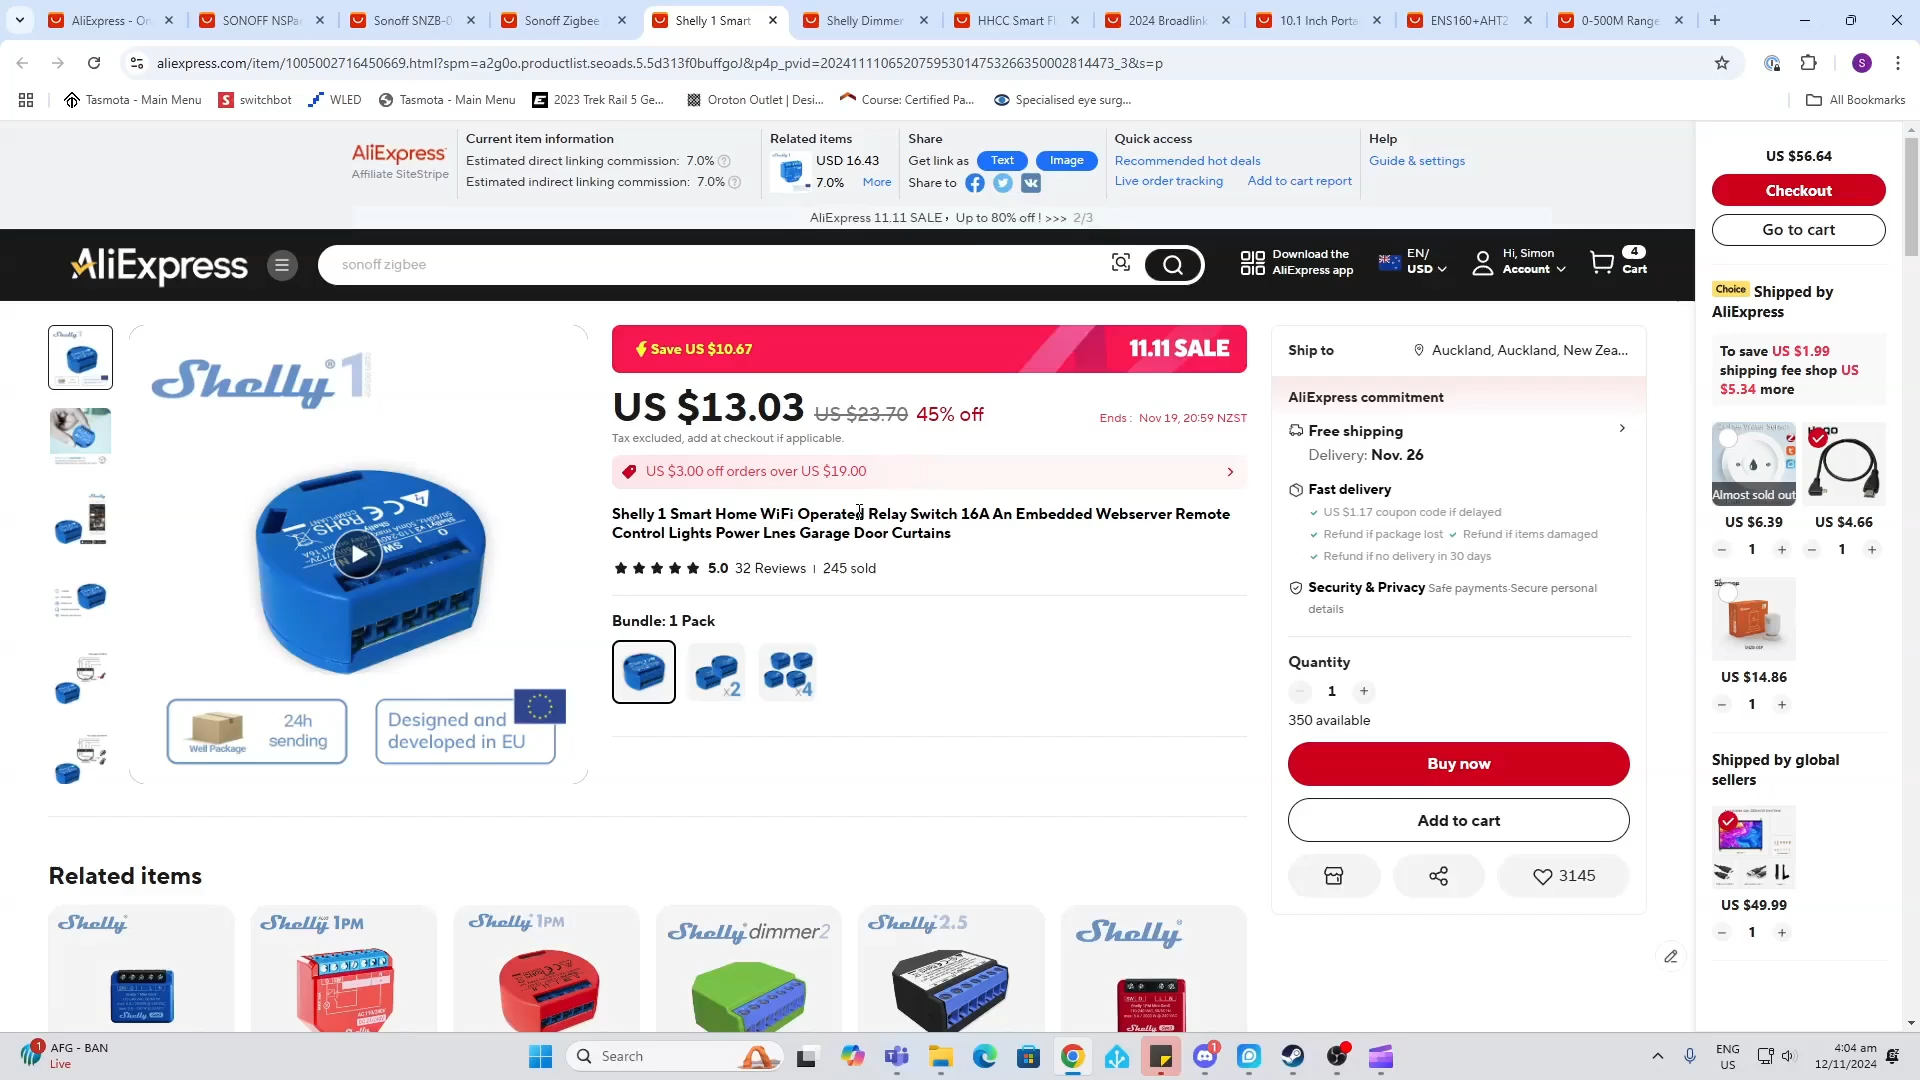 AliExpress - On
SONOFF NSPa
Sonoff SNZB-0
Sonoff Zigbee
Shelly 1 Smart
Shelly Dimmer
HHCC Smart Fl
2024 Broadlink
10.1 Inch Porta
ENS160+AHT2
0-500M Range
aliexpress.com/item/1005002716450669.html?spm=a2g0o.productlist.seoads.5.5d313f0buffgoJ&p4p_pvid=202411110652075953014753266350002814473_3&s=p
S
Tasmota - Main Menu
switchbot
WLED
Tasmota - Main Menu
2023 Trek Rail 5 Ge...
Oroton Outlet | Desi...
Course: Certified Pa...
Specialised eye surg...
All Bookmarks
AliExpress
Affiliate SiteStripe
Current item information
Estimated direct linking commission: 7.0%
Estimated indirect linking commission: 7.0%
Related items
USD 16.43
7.0% More
Share
Get link as Text Image
Share to
Quick access
Recommended hot deals
Live order tracking Add to cart report
Help
Guide & settings
AliExpress 11.11 SALE • Up to 80% off ! >>> 2/3
AliExpress
sonoff zigbee
Download the
AliExpress app
EN/
USD
Hi, Simon
Account
4
Cart
Shelly 1
24h
sending
Well Package
Designed and
developed in EU
Save US $10.67
11.11 SALE
US $13.03 US $23.70 45% off
Ends : Nov 19, 20:59 NZST
Tax excluded, add at checkout if applicable.
US $3.00 off orders over US $19.00
Shelly 1 Smart Home WiFi Operated Relay Switch 16A An Embedded Webserver Remote
Control Lights Power Lnes Garage Door Curtains
5.0 32 Reviews | 245 sold
Bundle: 1 Pack
x2
x4
Ship to
Auckland, Auckland, New Zea...
AliExpress commitment
Free shipping
Delivery: Nov. 26
Fast delivery
US $1.17 coupon code if delayed
Refund if package lost Refund if items damaged
Refund if no delivery in 30 days
Security & Privacy Safe payments·Secure personal
details
Quantity
1
350 available
Buy now
Add to cart
3145
US $56.64
Checkout
Go to cart
Choice Shipped by
AliExpress
To save US $1.99
shipping fee shop US
$5.34 more
Almost sold out
US $6.39
US $4.66
1
1
US $14.86
1
Shipped by global
sellers
US $49.99
1
Related items
Shelly
Shelly 1PM
Shelly 1PM
Shelly dimmer2
Shelly 2.5
Shelly
AFG - BAN
Live
Search
ENG
US
4:04 am
12/11/2024